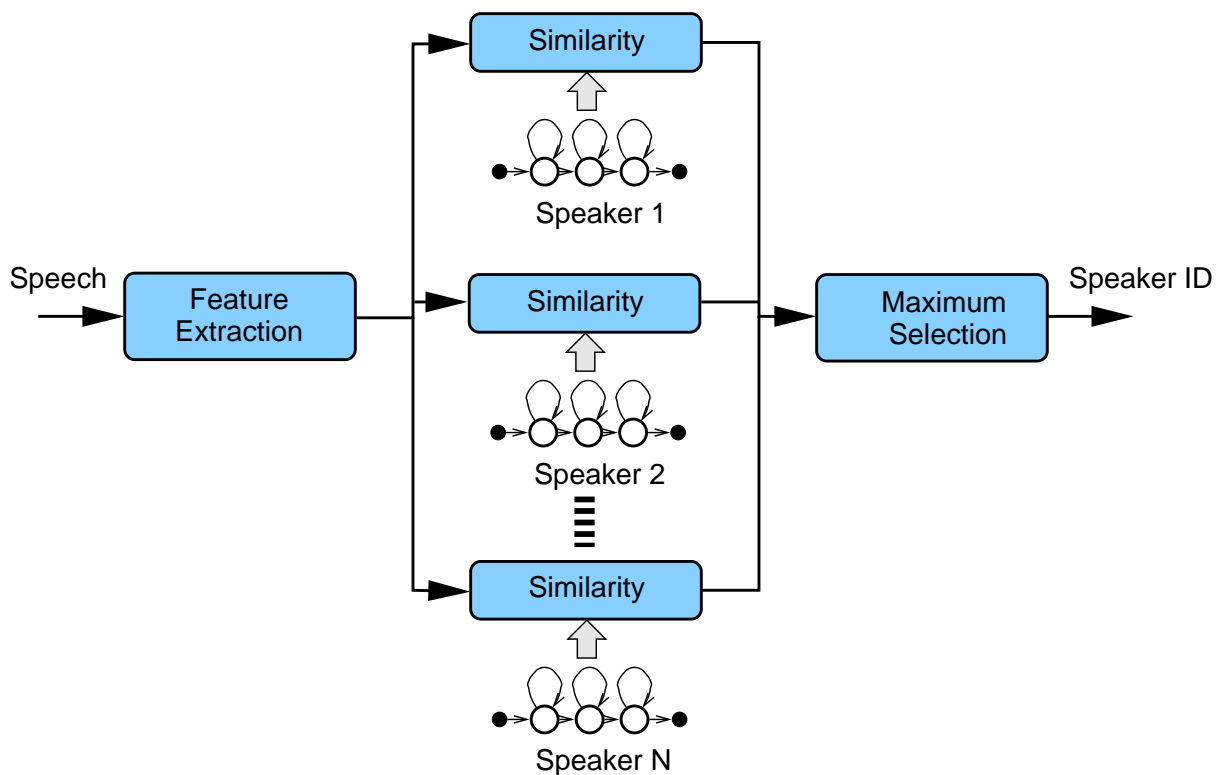 Similarity
Speaker 1
Speech
Feature
Extraction
Similarity
Speaker 2
Maximum
Selection
Speaker ID
Similarity
Speaker N